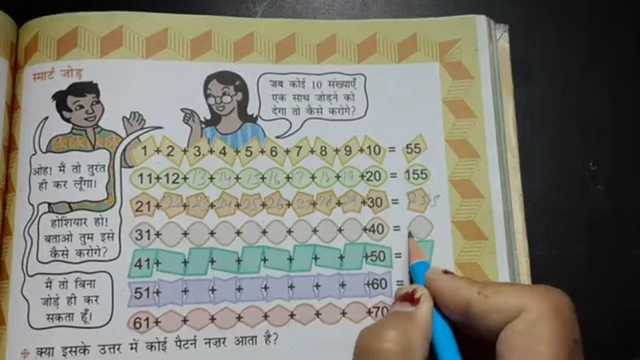 स्मार्ट जोड़
जब कोई 10 संख्याएँ
एक साथ जोड़ने को
देगा तो कैसे करोगे?
ओह! मैं तो तुरंत
ही कर लूँगा।
होशियार हो!
बताओ तुम इसे
कैसे करोगे?
मैं तो बिना
जोड़े ही कर
सकता हूँ!
1 + 2 + 3 + 4 + 5 + 6 + 7 + 8 + 9 + 10 = 55
11 + 12 + 13 + 14 + 15 + 16 + 17 + 18 + 19 + 20 = 155
21 + 22 + 23 + 24 + 25 + 26 + 27 + 28 + 29 + 30 = 255
31 + + + + + + + + + 40 =
41 + + + + + + + + + 50 =
51 + + + + + + + + + 60 =
61 + + + + + + + + + 70
क्या इसके उत्तर में कोई पैटर्न नज़र आता है?